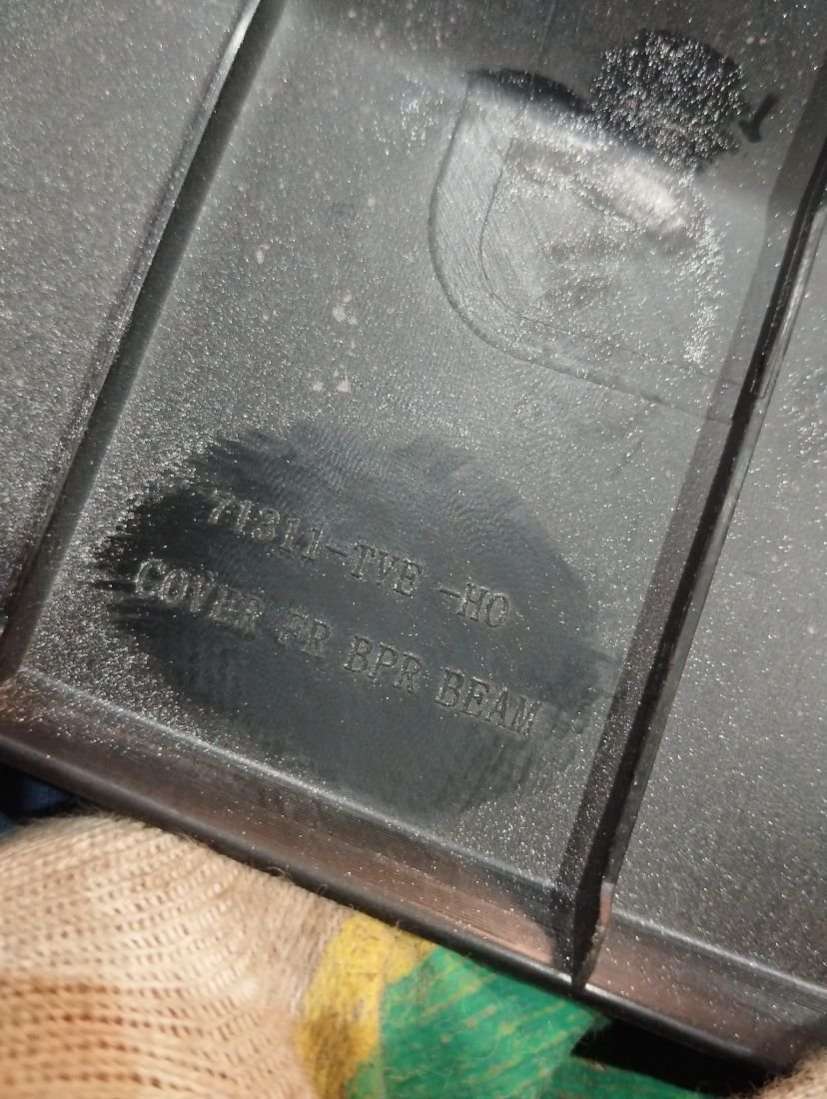 71311-TVE -H0
COVER FR BPR BEAM